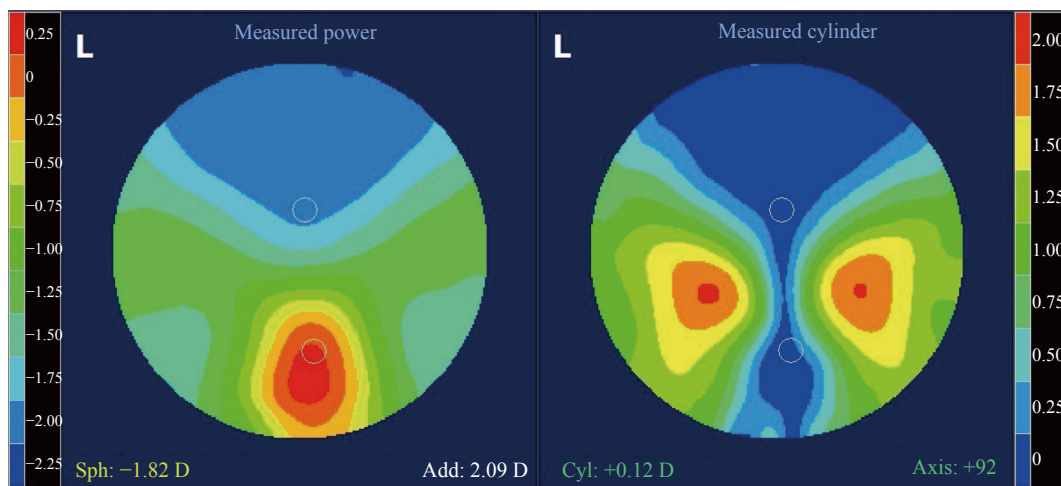 Measured power
L
0.25
0
−0.25
−0.50
−0.75
−1.00
−1.25
−1.50
−1.75
−2.00
−2.25
Sph: −1.82 D
Add: 2.09 D
Measured cylinder
L
2.00
1.75
1.50
1.25
1.00
0.75
0.50
0.25
0
Cyl: +0.12 D
Axis: +92